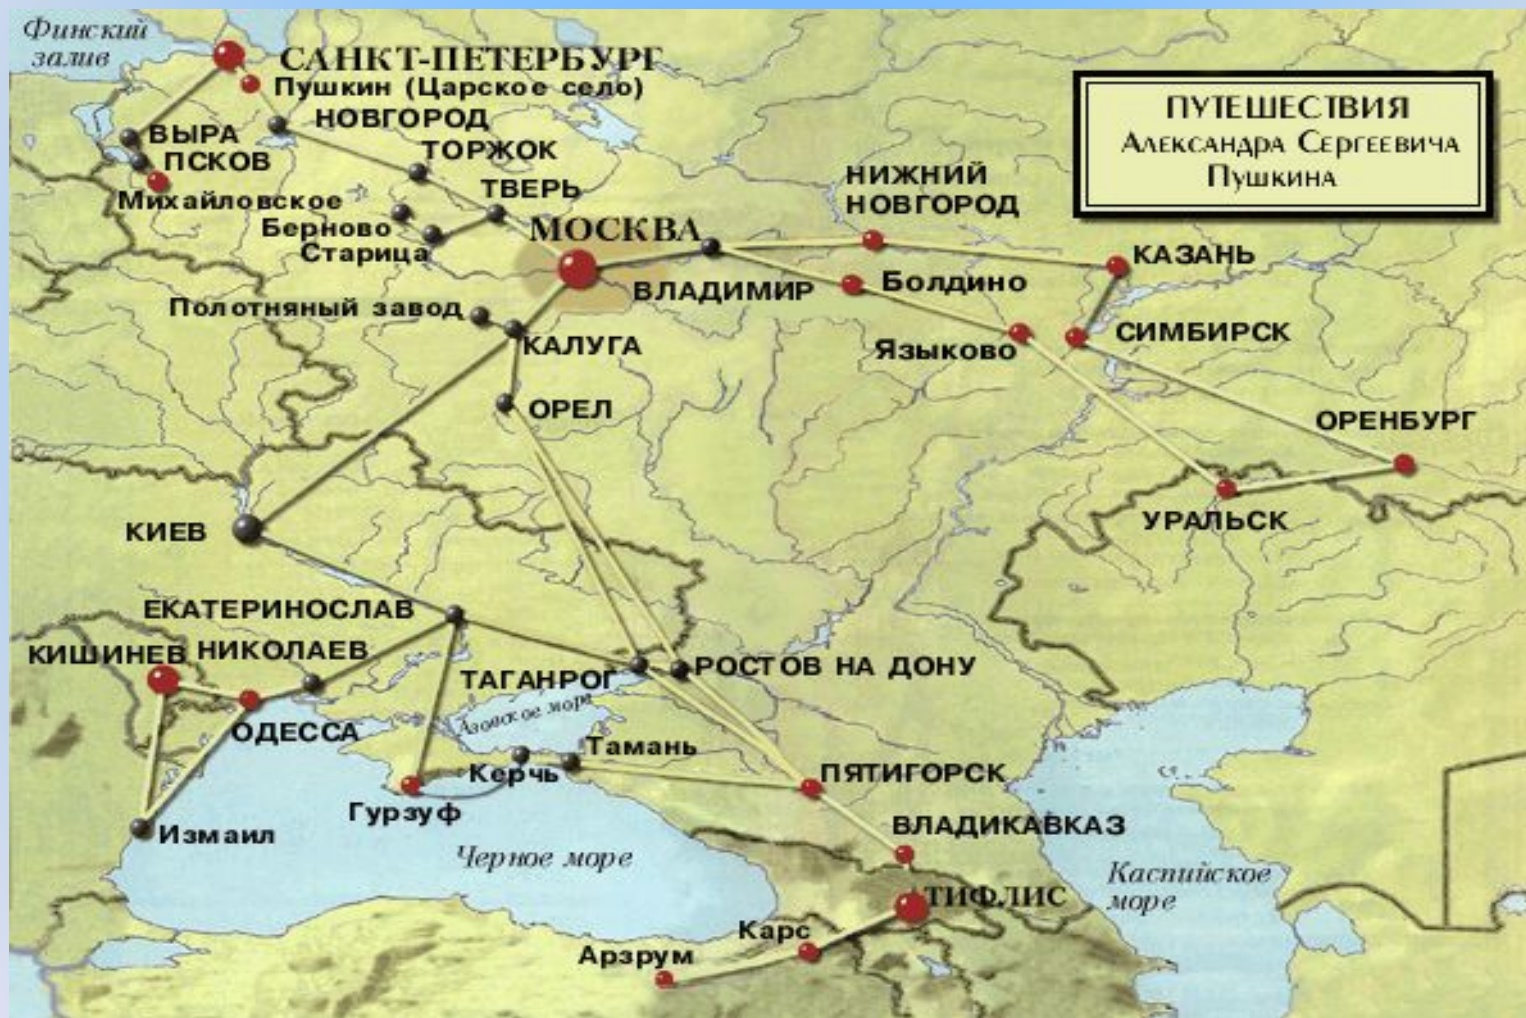 Финский
залив
САНКТ-ПЕТЕРБУРГ
Пушкин (Царское село)
НОВГОРОД
ВЫРА
ПСКОВ
ТОРЖОК
Михайловское
ТВЕРЬ
Берново
Старица
МОСКВА
ПУТЕШЕСТВИЯ
Александра Сергеевича
Пушкина
НИЖНИЙ
НОВГОРОД
КАЗАНЬ
ВЛАДИМИР
Болдино
Полотняный завод
КАЛУГА
Языково
СИМБИРСК
ОРЕЛ
ОРЕНБУРГ
КИЕВ
УРАЛЬСК
ЕКАТЕРИНОСЛАВ
КИШИНЕВ
НИКОЛАЕВ
ТАГАНРОГ
РОСТОВ НА ДОНУ
Азовское море
ОДЕССА
Тамань
Керчь
ПЯТИГОРСК
Гурзуф
Измаил
ВЛАДИКАВКАЗ
Черное море
Каспийское
море
ТИФЛИС
Карс
Арзрум